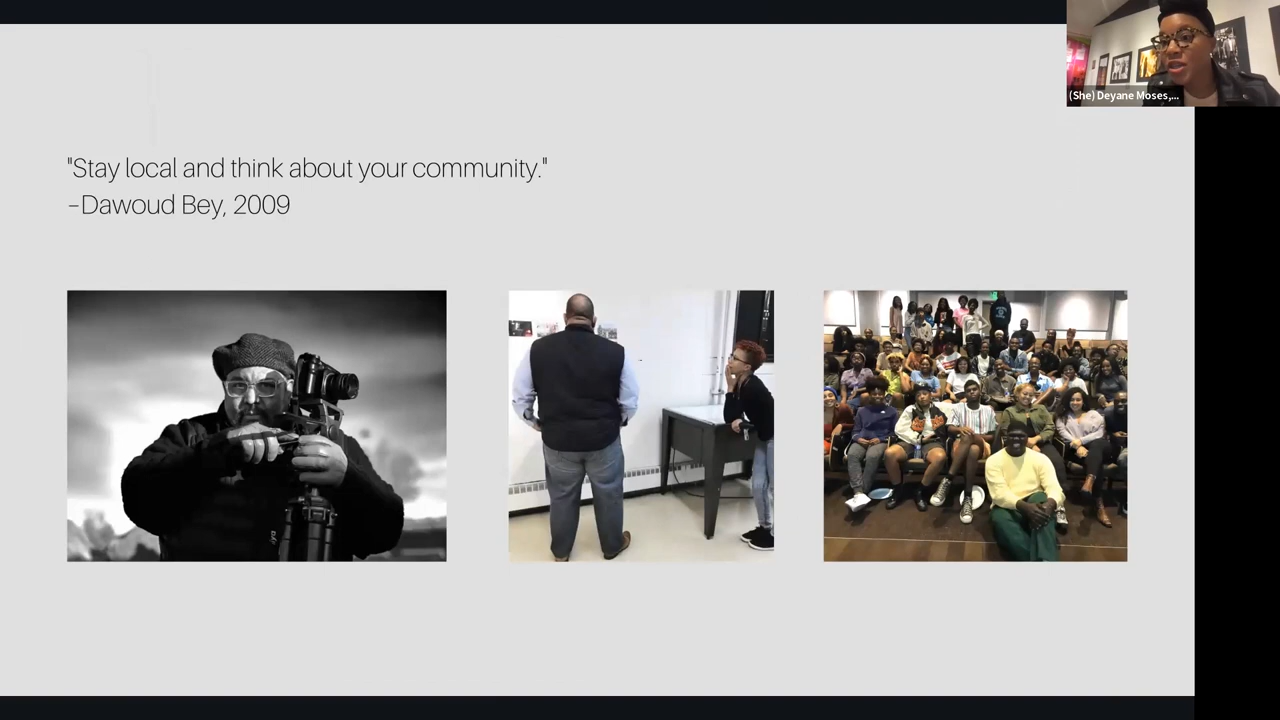 "Stay local and think about your community."
–Dawoud Bey, 2009
(She) Deyane Moses,...